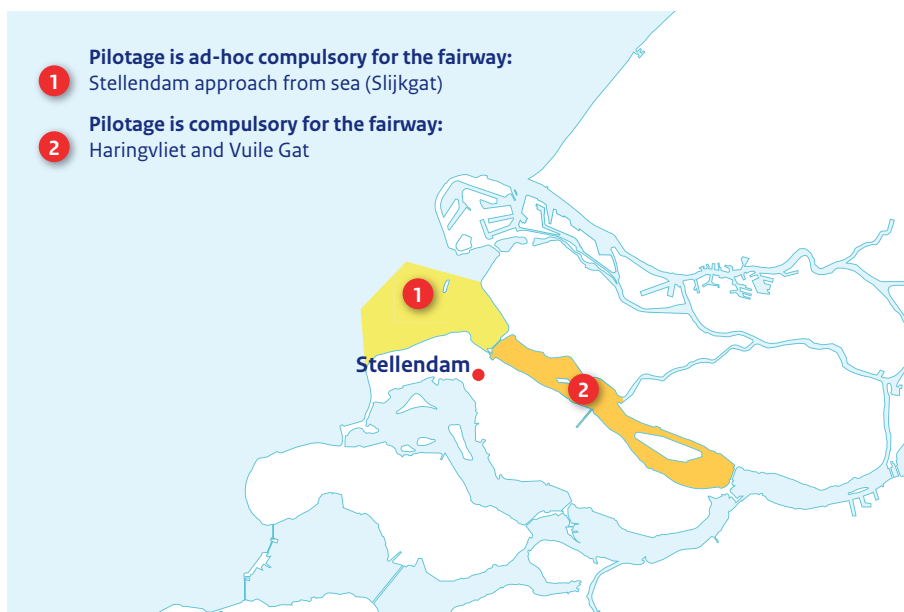 Pilotage is ad-hoc compulsory for the fairway:
1
Stellendam approach from sea (Slijkgat)
Pilotage is compulsory for the fairway:
2
Haringvliet and Vuile Gat
1
Stellendam
2